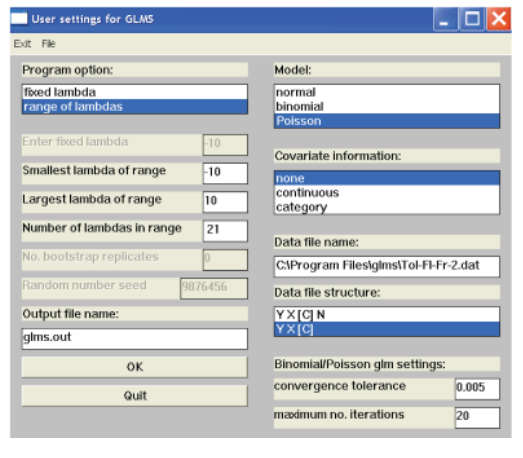 User settings for GLMS
Exit File
Program option:
fixed lambda
range of lambdas
Enter fixed lambda -10
Smallest lambda of range -10
Largest lambda of range 10
Number of lambdas in range 21
No. bootstrap replicates 0
Random number seed 9876456
Output file name:
glms.out
OK
Quit
Model:
normal
binomial
Poisson
Covariate information:
none
continuous
category
Data file name:
C:\Program Files\glms\Tol-Fl-Fr-2.dat
Data file structure:
Y X [C] N
Y X [C]
Binomial/Poisson glm settings:
convergence tolerance 0.005
maximum no. iterations 20